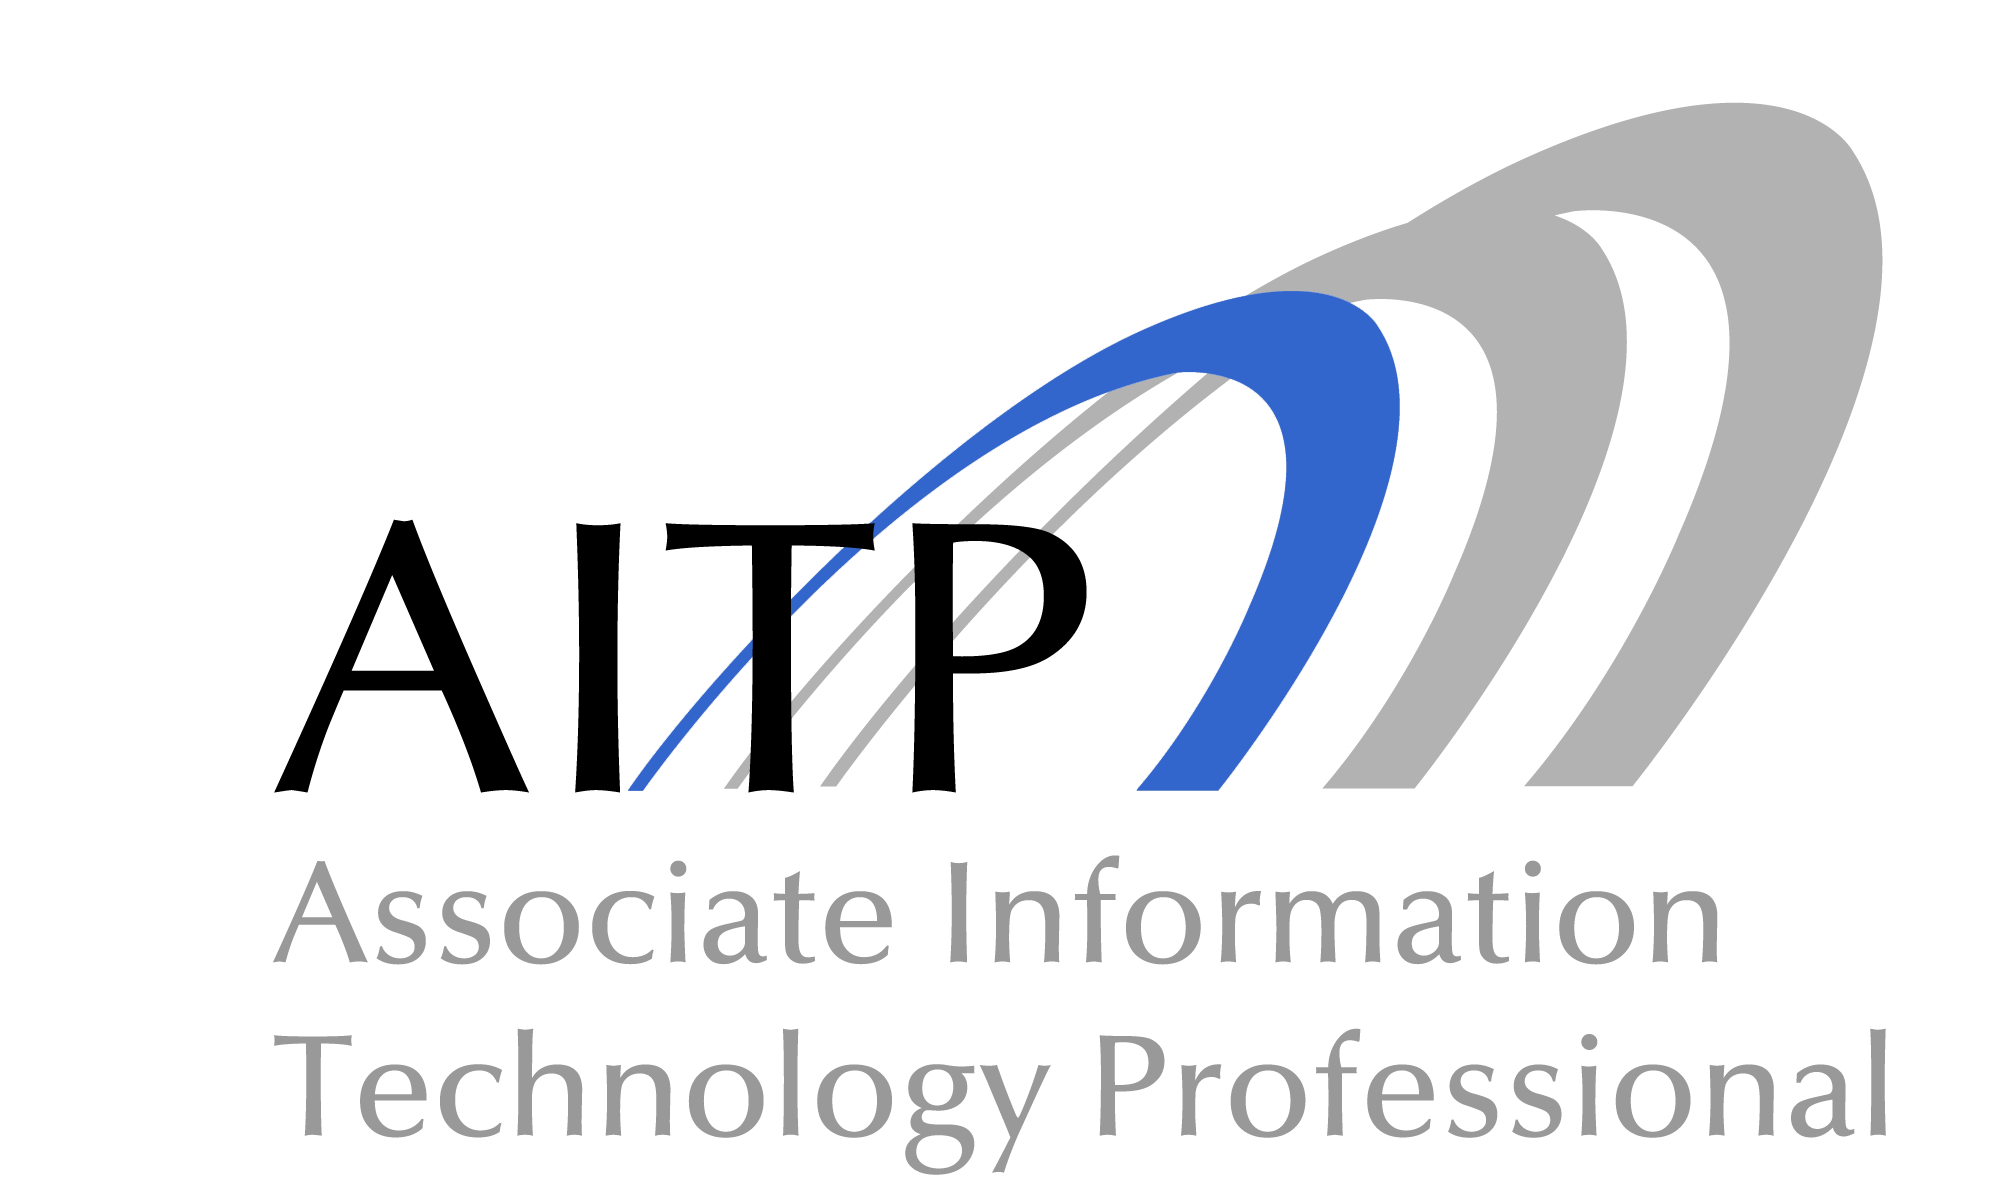 AITP
Associate Information
Technology Professional